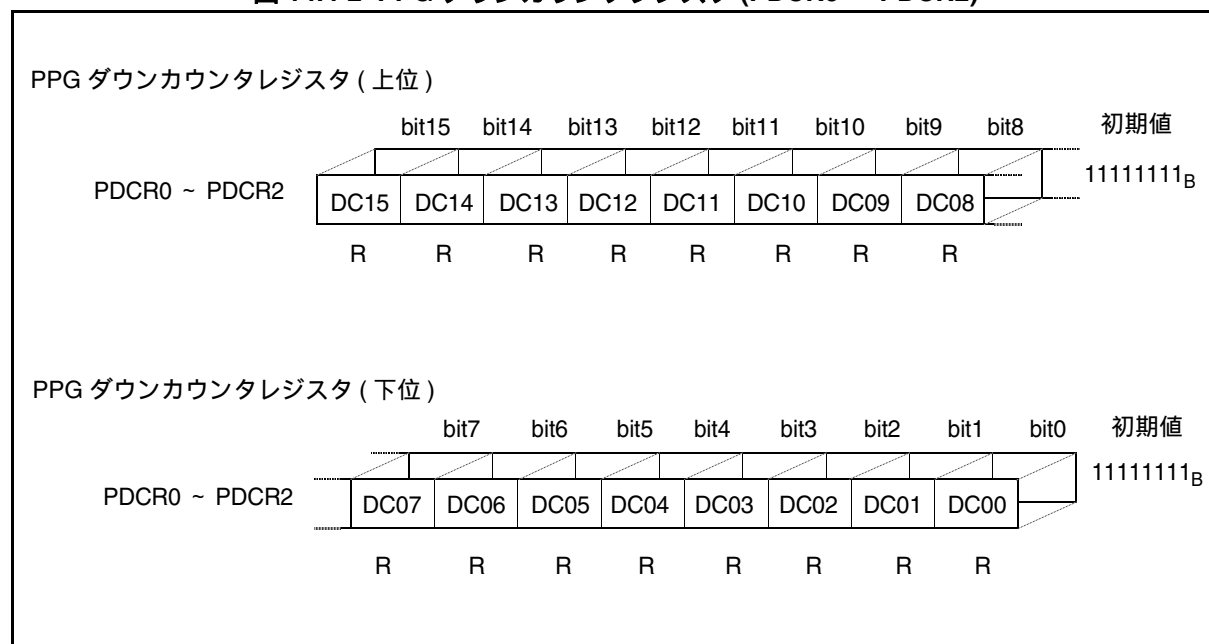 PPG ダウンカウンタレジスタ ( 上位 )
bit15 bit14 bit13 bit12 bit11 bit10 bit9 bit8 初期値
PDCR0 ~ PDCR2 DC15 DC14 DC13 DC12 DC11 DC10 DC09 DC08 11111111B
R R R R R R R R
PPG ダウンカウンタレジスタ ( 下位 )
bit7 bit6 bit5 bit4 bit3 bit2 bit1 bit0 初期値
PDCR0 ~ PDCR2 DC07 DC06 DC05 DC04 DC03 DC02 DC01 DC00 11111111B
R R R R R R R R